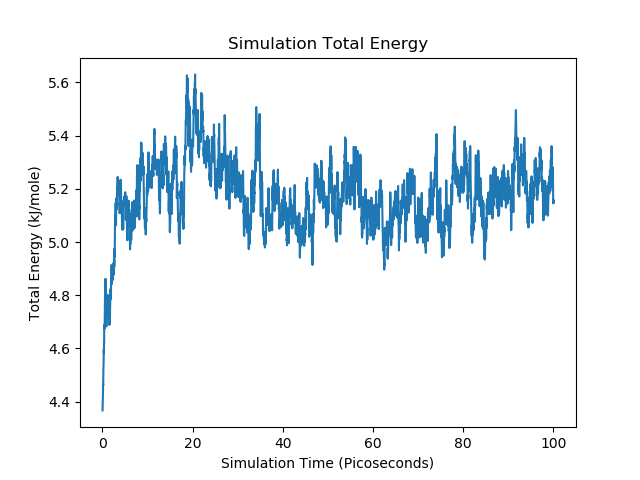 Simulation Total Energy
Total Energy (kJ/mole)
5.6
5.4
5.2
5.0
4.8
4.6
4.4
0 20 40 60 80 100
Simulation Time (Picoseconds)